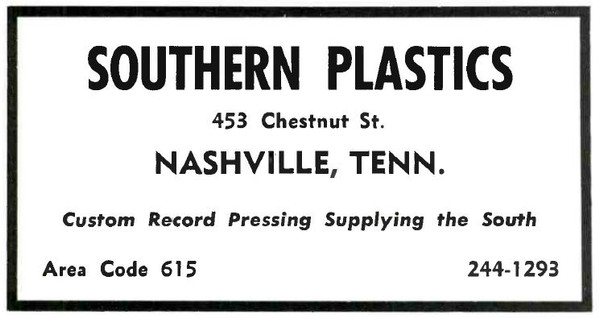 SOUTHERN PLASTICS
453 Chestnut St.
NASHVILLE, TENN.
Custom Record Pressing Supplying the South
Area Code 615 244-1293